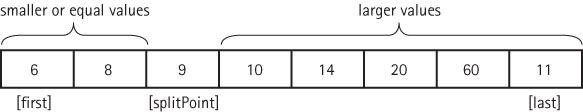 smaller or equal values larger values
6 8 9 10 14 20 60 11
[first] [splitPoint] [last]